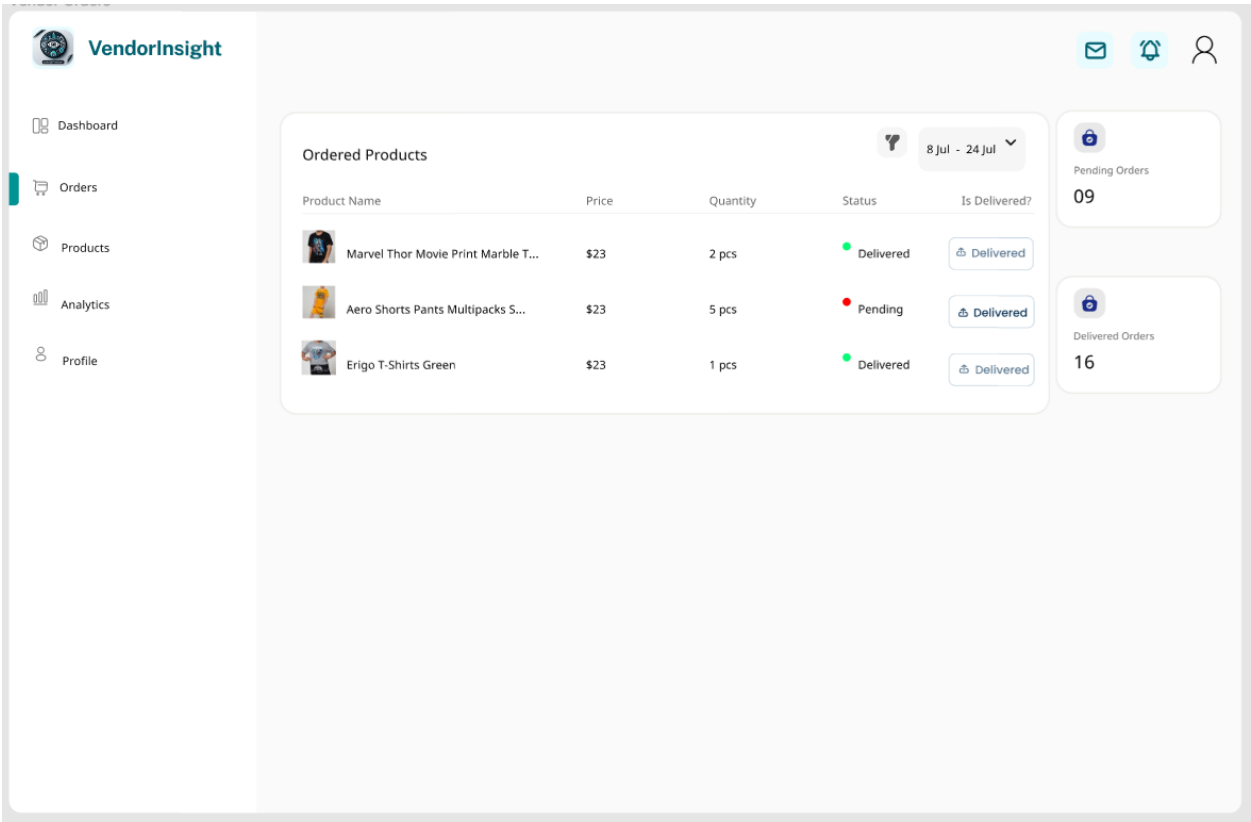 VendorInsight
Dashboard
Orders
Products
Analytics
Profile
Ordered Products
8 Jul - 24 Jul
Product Name Price Quantity Status Is Delivered?
Marvel Thor Movie Print Marble T... $23 2 pcs Delivered Delivered
Aero Shorts Pants Multipacks S... $23 5 pcs Pending Delivered
Erigo T-Shirts Green $23 1 pcs Delivered Delivered
Pending Orders
09
Delivered Orders
16